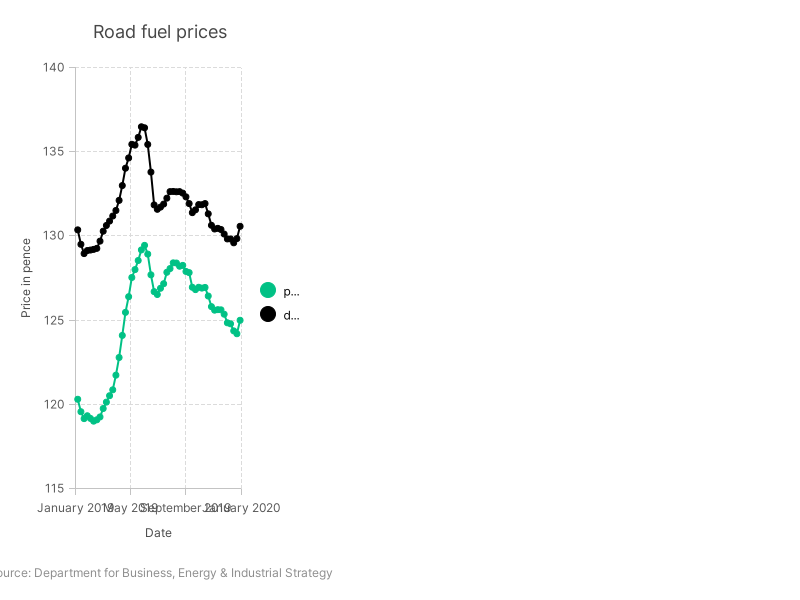 Road fuel prices
140
135
130
125
120
115
Price in pence
p...
d...
January 2019 May 2019 September 2019 January 2020
Date
ource: Department for Business, Energy & Industrial Strategy